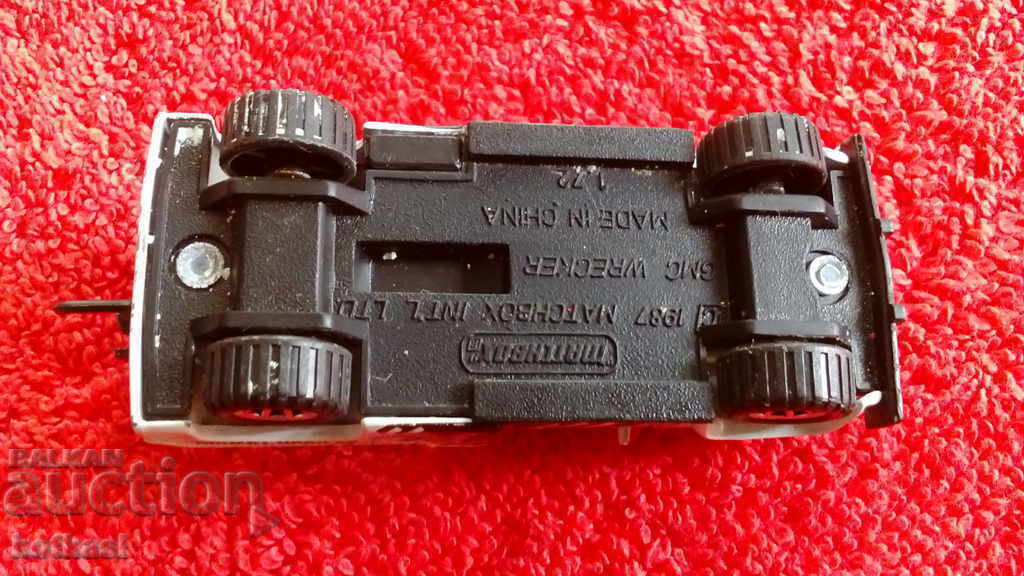 MATCHBOX
© 1987 MATCHBOX INT'L LTD
GMC WRECKER
MADE IN CHINA
1:72
BALKAN
auction